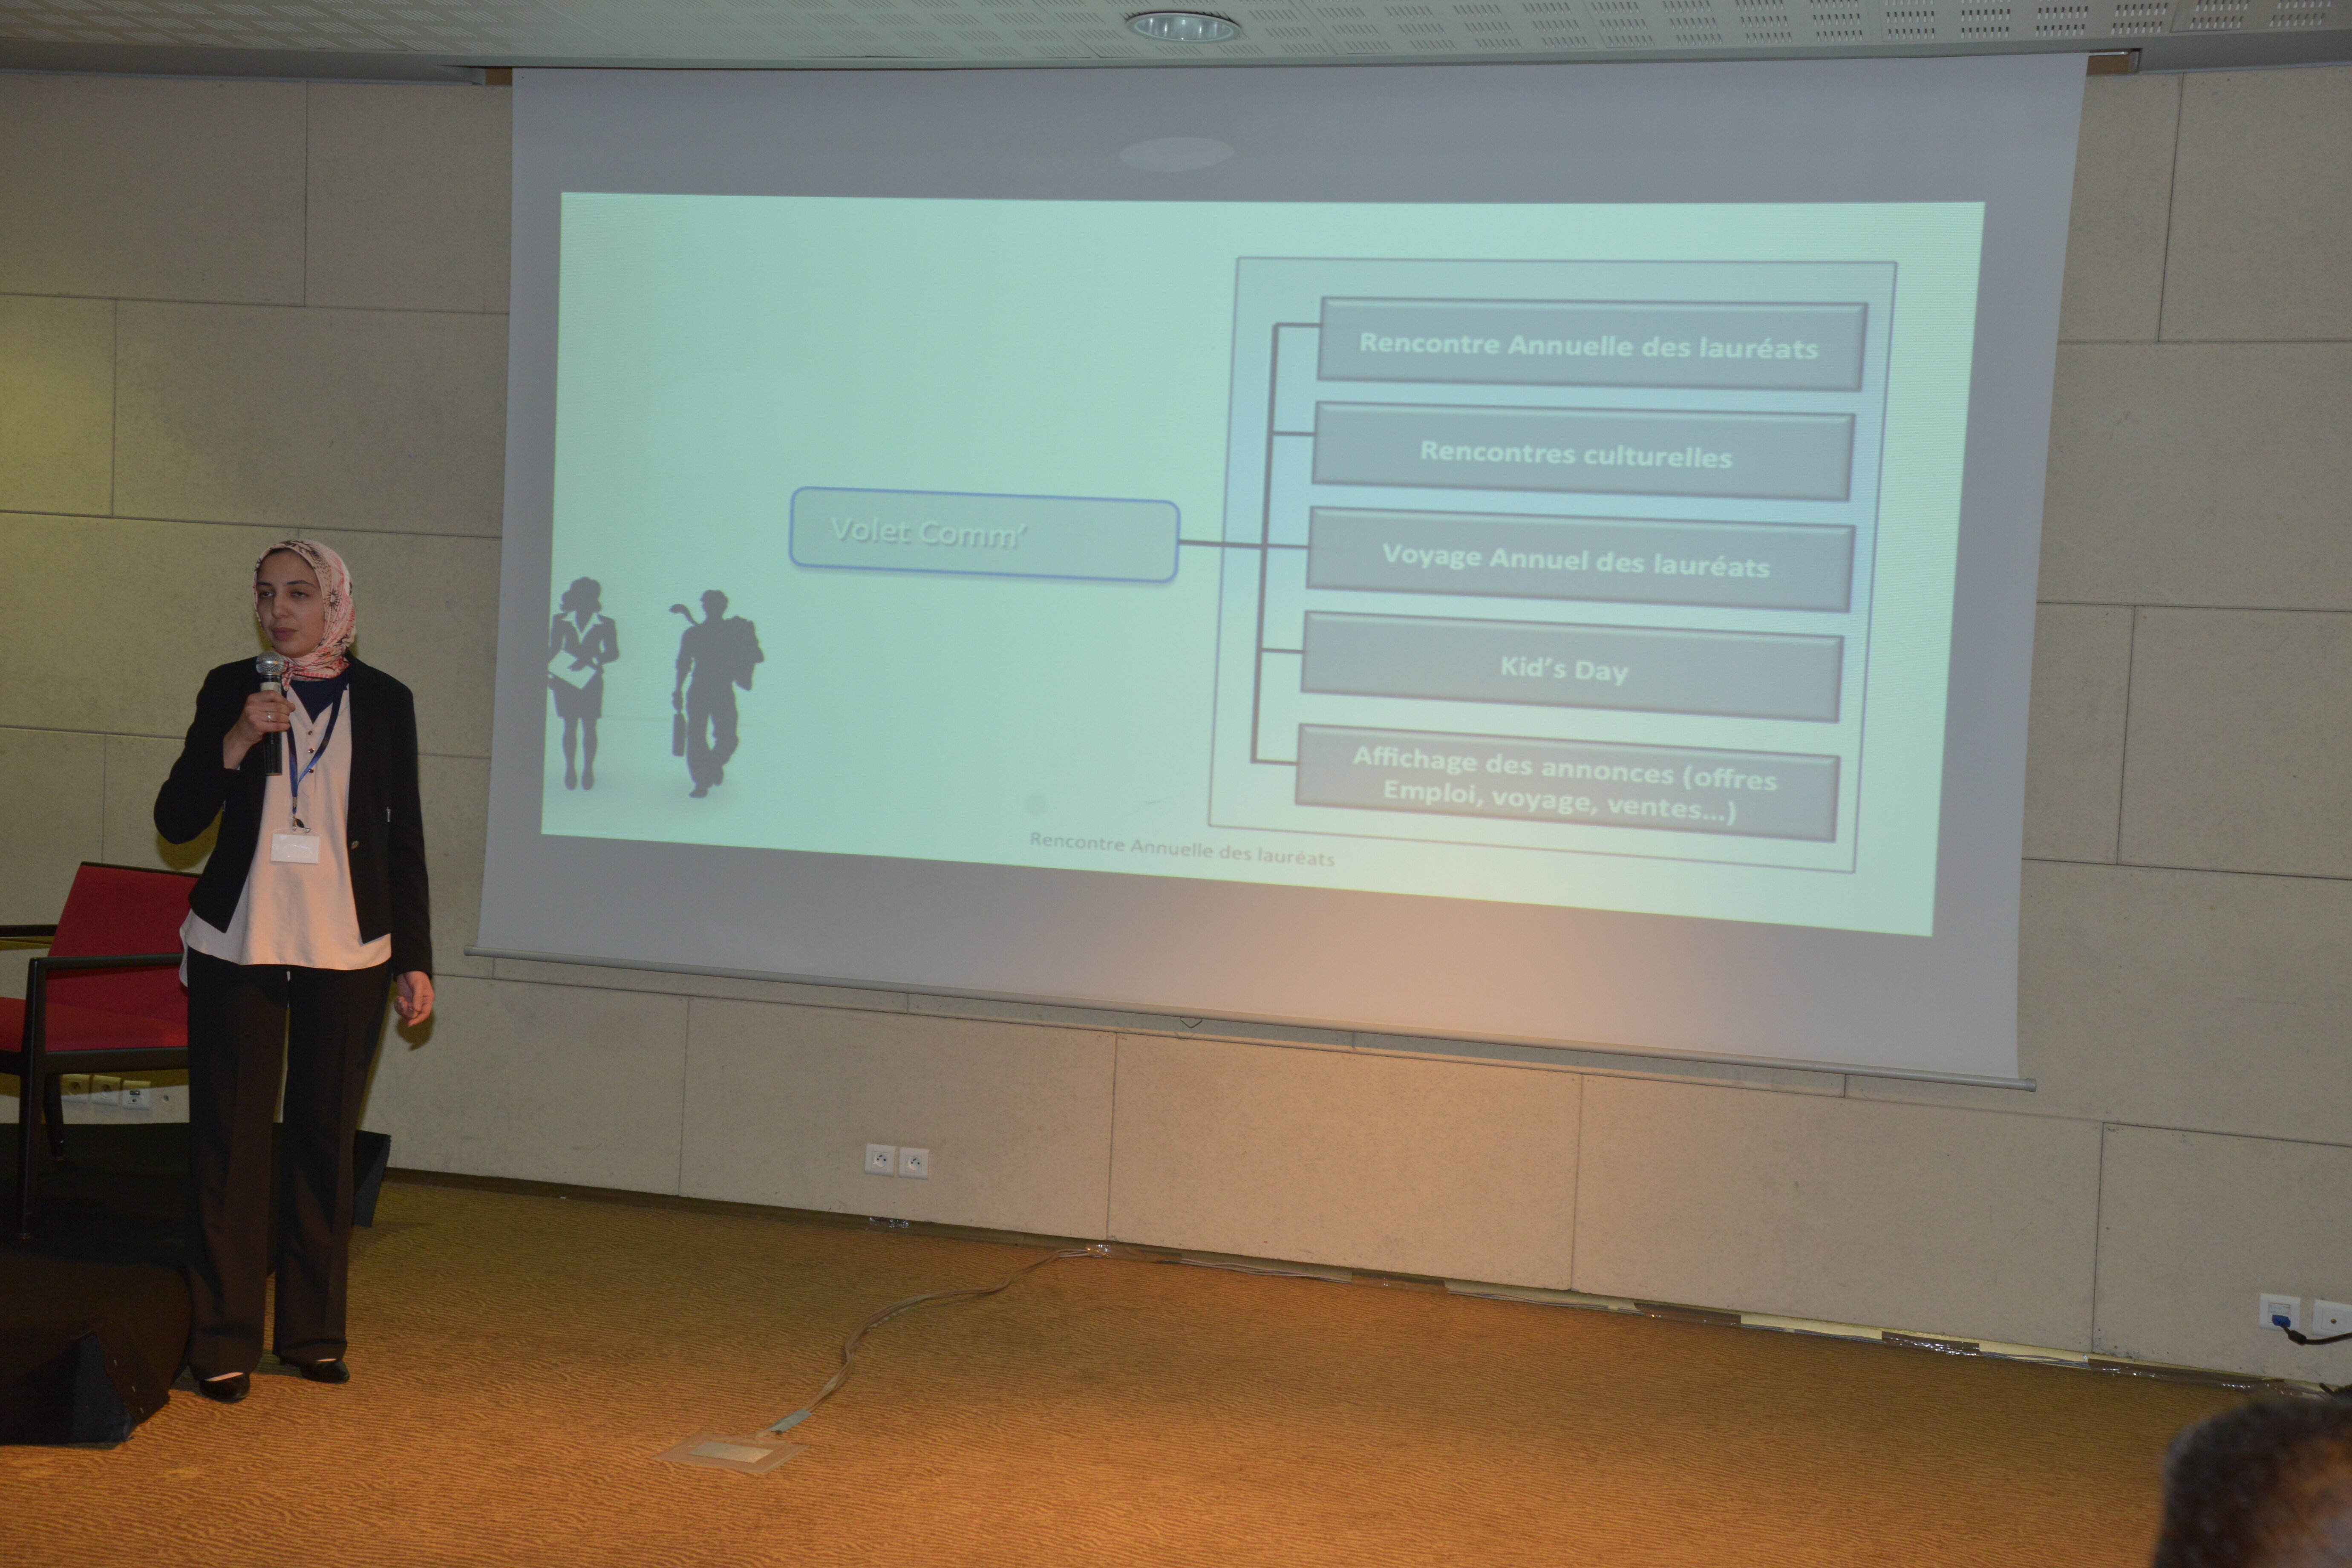 Rencontre Annuelle des lauréats
Rencontres culturelles
Volet Comm'
Voyage Annuel des lauréats
Kid's Day
Affichage des annonces (offres
Emploi, voyage, ventes...)
Rencontre Annuelle des lauréats